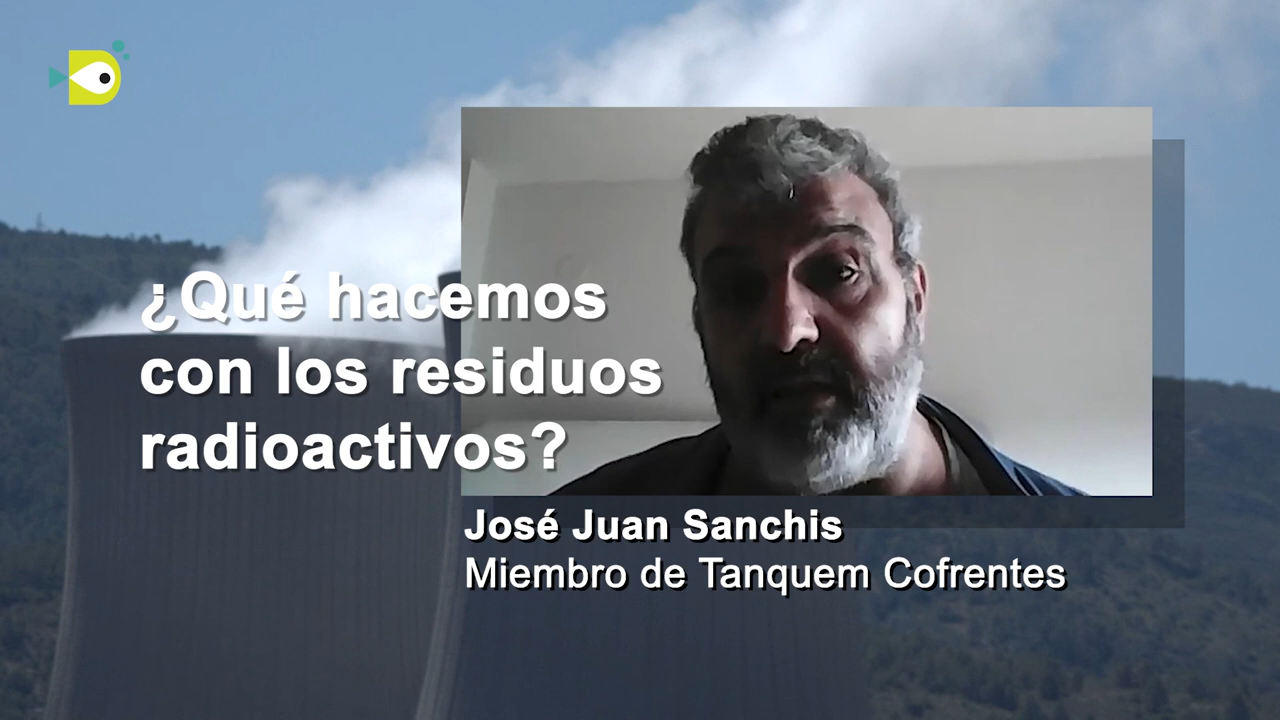 ¿Qué hacemos
con los residuos
radioactivos?
José Juan Sanchis
Miembro de Tanquem Cofrentes